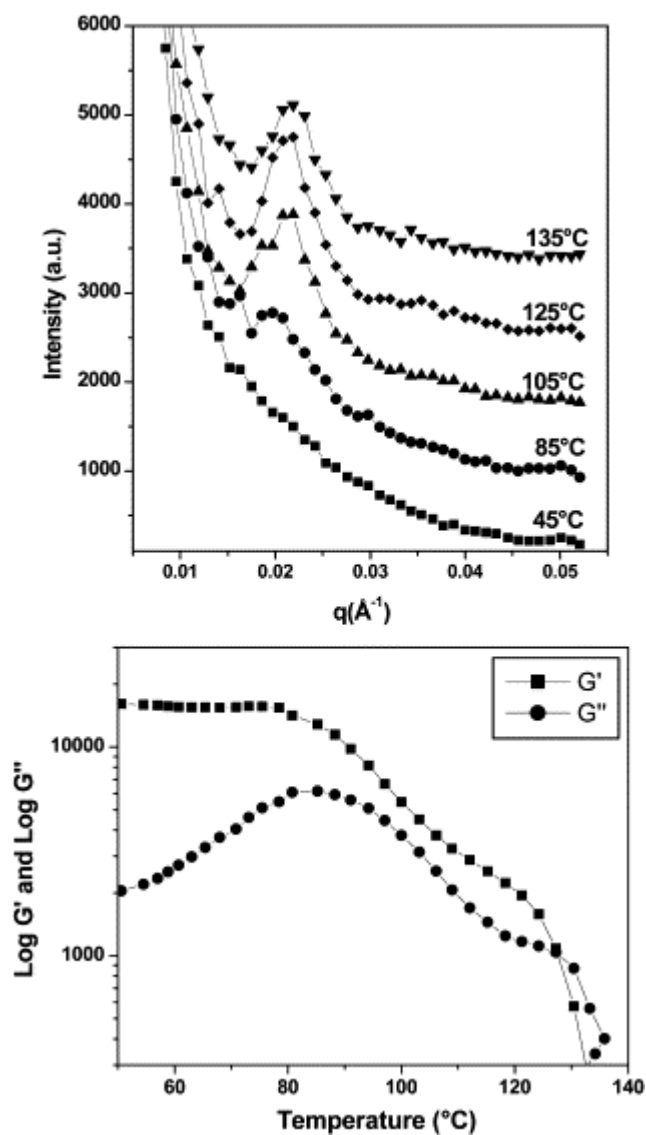 6000
5000
4000
3000
2000
1000
Intensity (a.u.)
135°C
125°C
105°C
85°C
45°C
0.01 0.02 0.03 0.04 0.05
q(Å⁻¹)
G'
G''
10000
1000
Log G' and Log G''
60 80 100 120 140
Temperature (°C)